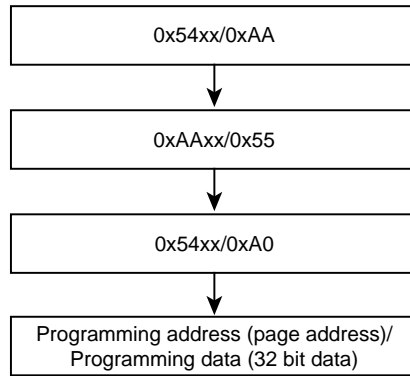 0x54xx/0xAA
0xAAxx/0x55
0x54xx/0xA0
Programming address (page address)/
Programming data (32 bit data)